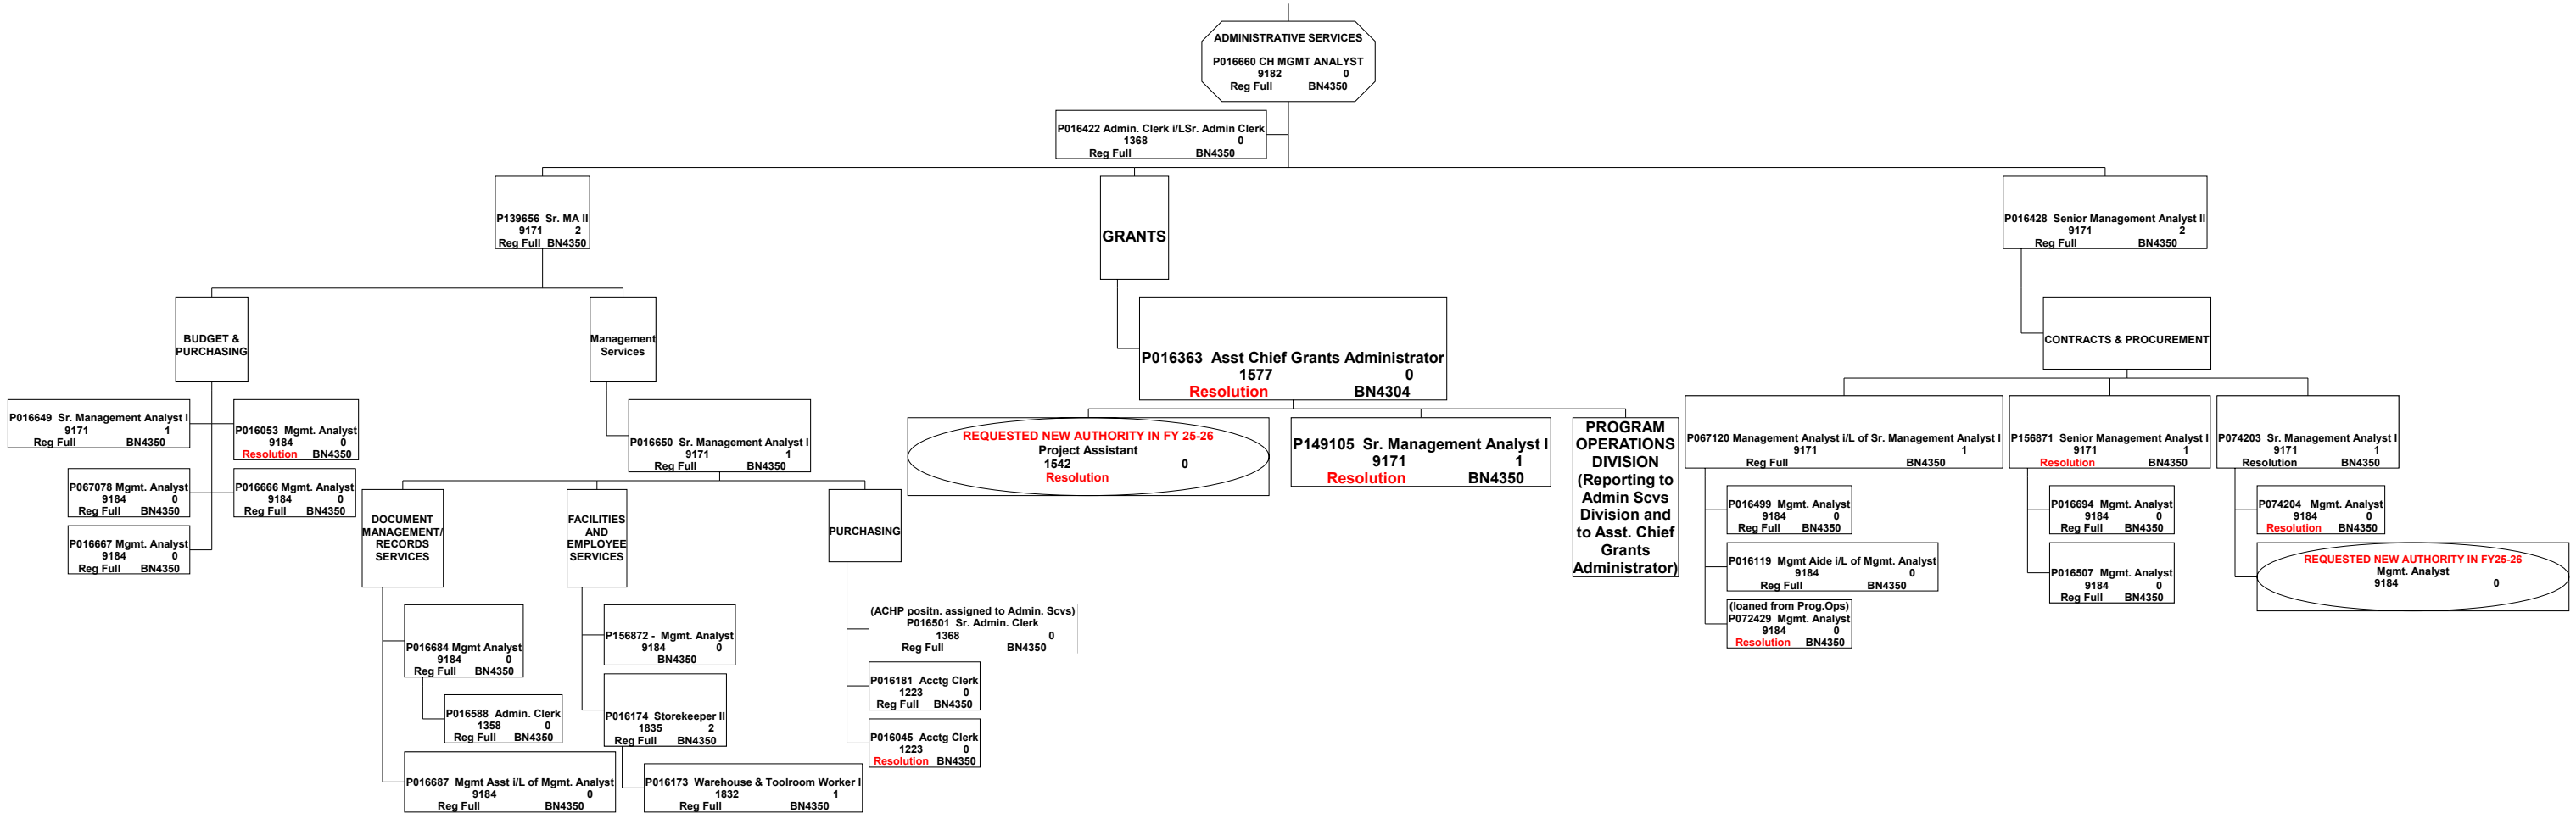 ADMINISTRATIVE SERVICES
P016660 CH MGMT ANALYST
9182 0
Reg Full BN4350
P016422 Admin. Clerk i/LSr. Admin Clerk
1368 0
Reg Full BN4350
P139656 Sr. MA II
9171 2
Reg Full BN4350
GRANTS
P016428 Senior Management Analyst II
9171 2
Reg Full BN4350
BUDGET &
PURCHASING
Management
Services
P016363 Asst Chief Grants Administrator
1577 0
Resolution BN4304
CONTRACTS & PROCUREMENT
P016649 Sr. Management Analyst I
9171 1
Reg Full BN4350
P016053 Mgmt. Analyst
9184 0
Resolution BN4350
P067078 Mgmt. Analyst
9184 0
Reg Full BN4350
P016666 Mgmt. Analyst
9184 0
Reg Full BN4350
P016667 Mgmt. Analyst
9184 0
Reg Full BN4350
P016650 Sr. Management Analyst I
9171 1
Reg Full BN4350
DOCUMENT
MANAGEMENT/
RECORDS
SERVICES
FACILITIES
AND
EMPLOYEE
SERVICES
PURCHASING
P016684 Mgmt Analyst
9184 0
Reg Full BN4350
P016588 Admin. Clerk
1358 0
Reg Full BN4350
P016687 Mgmt Asst i/L of Mgmt. Analyst
9184 0
Reg Full BN4350
P156872 - Mgmt. Analyst
9184 0
BN4350
P016174 Storekeeper II
1835 2
Reg Full BN4350
P016173 Warehouse & Toolroom Worker I
1832 1
Reg Full BN4350
(ACHP positn. assigned to Admin. Scvs)
P016501 Sr. Admin. Clerk
1368 0
Reg Full BN4350
P016181 Acctg Clerk
1223 0
Reg Full BN4350
P016045 Acctg Clerk
1223 0
Resolution BN4350
REQUESTED NEW AUTHORITY IN FY 25-26
Project Assistant
1542 0
Resolution
P149105 Sr. Management Analyst I
9171 1
Resolution BN4350
PROGRAM
OPERATIONS
DIVISION
(Reporting to
Admin Scvs
Division and
to Asst. Chief
Grants
Administrator)
P067120 Management Analyst i/L of Sr. Management Analyst I
9171 1
Reg Full BN4350
P016499 Mgmt. Analyst
9184 0
Reg Full BN4350
P016119 Mgmt Aide i/L of Mgmt. Analyst
9184 0
Reg Full BN4350
(loaned from Prog.Ops)
P072429 Mgmt. Analyst
9184 0
Resolution BN4350
P156871 Senior Management Analyst I
9171 1
Resolution BN4350
P016694 Mgmt. Analyst
9184 0
Reg Full BN4350
P016507 Mgmt. Analyst
9184 0
Reg Full BN4350
P074203 Sr. Management Analyst I
9171 1
Resolution BN4350
P074204 Mgmt. Analyst
9184 0
Resolution BN4350
REQUESTED NEW AUTHORITY IN FY25-26
Mgmt. Analyst
9184 0